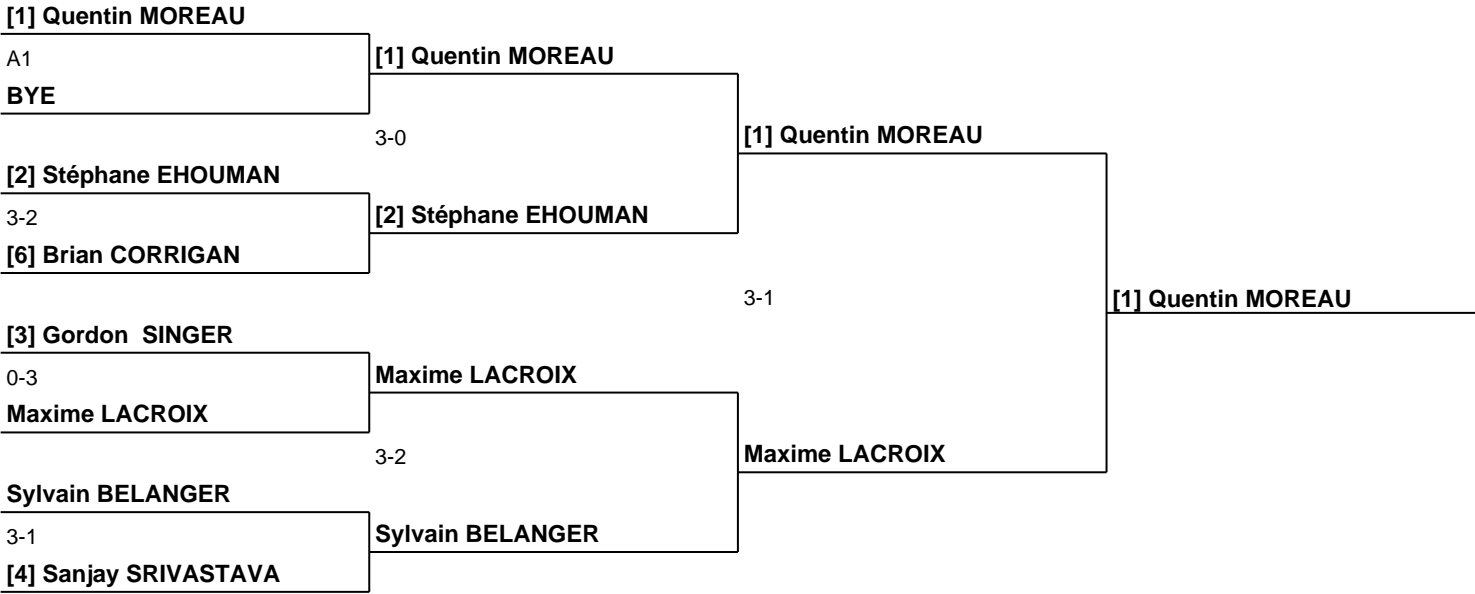 [1] Quentin MOREAU
A1
[1] Quentin MOREAU
BYE
3-0
[1] Quentin MOREAU
[2] Stéphane EHOUMAN
3-2
[2] Stéphane EHOUMAN
[6] Brian CORRIGAN
3-1
[1] Quentin MOREAU
[3] Gordon  SINGER
0-3
Maxime LACROIX
Maxime LACROIX
3-2
Maxime LACROIX
Sylvain BELANGER
3-1
Sylvain BELANGER
[4] Sanjay SRIVASTAVA